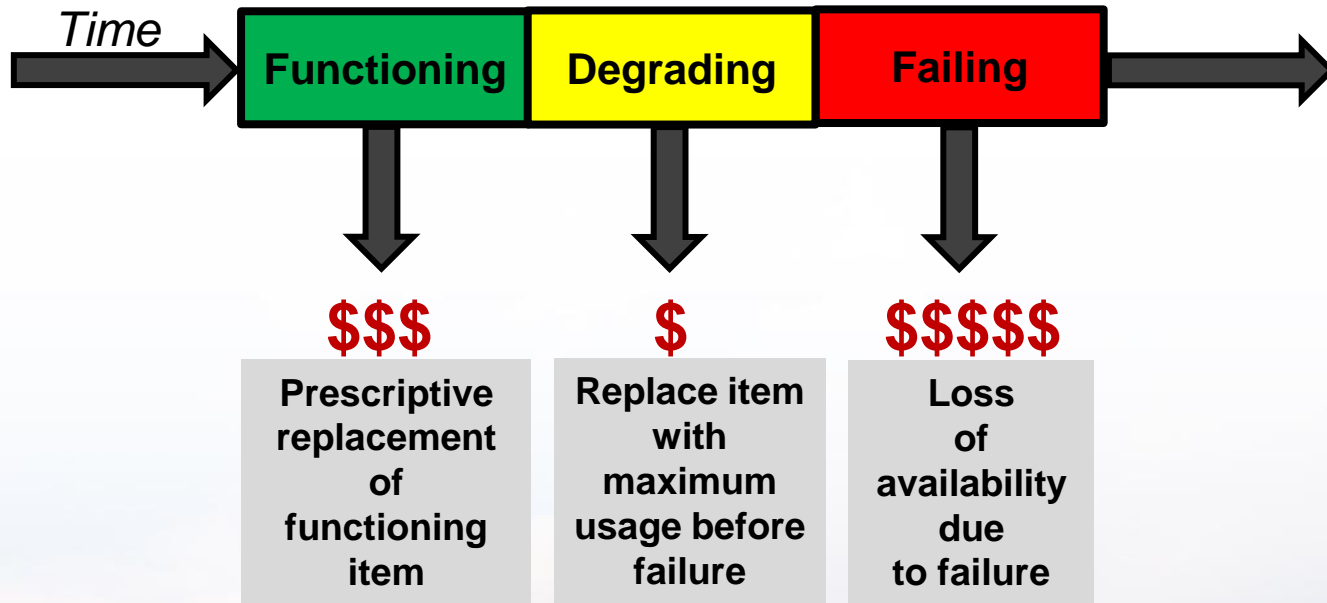 Time
Functioning
Degrading
Failing
$$$
$
$$$$$
Prescriptive
replacement
of
functioning
item
Replace item
with
maximum
usage before
failure
Loss
of
availability
due
to failure